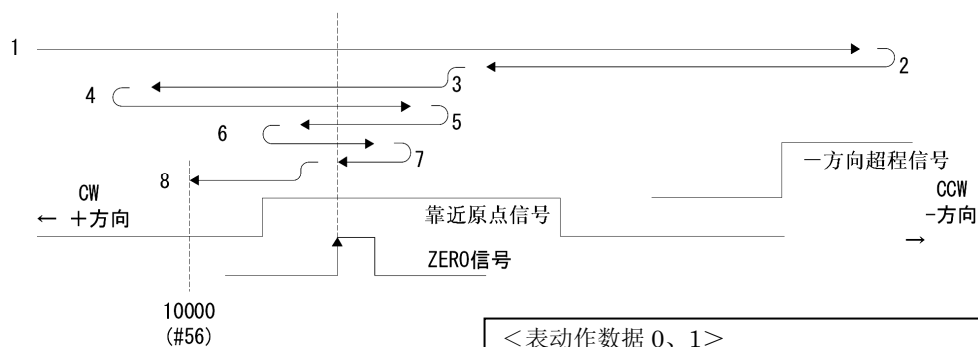 1
2
3
4
5
6
7
8
－方向超程信号
CW
← ＋方向
靠近原点信号
CCW
-方向
→
ZERO信号
10000
(#56)
＜表动作数据 0、1＞